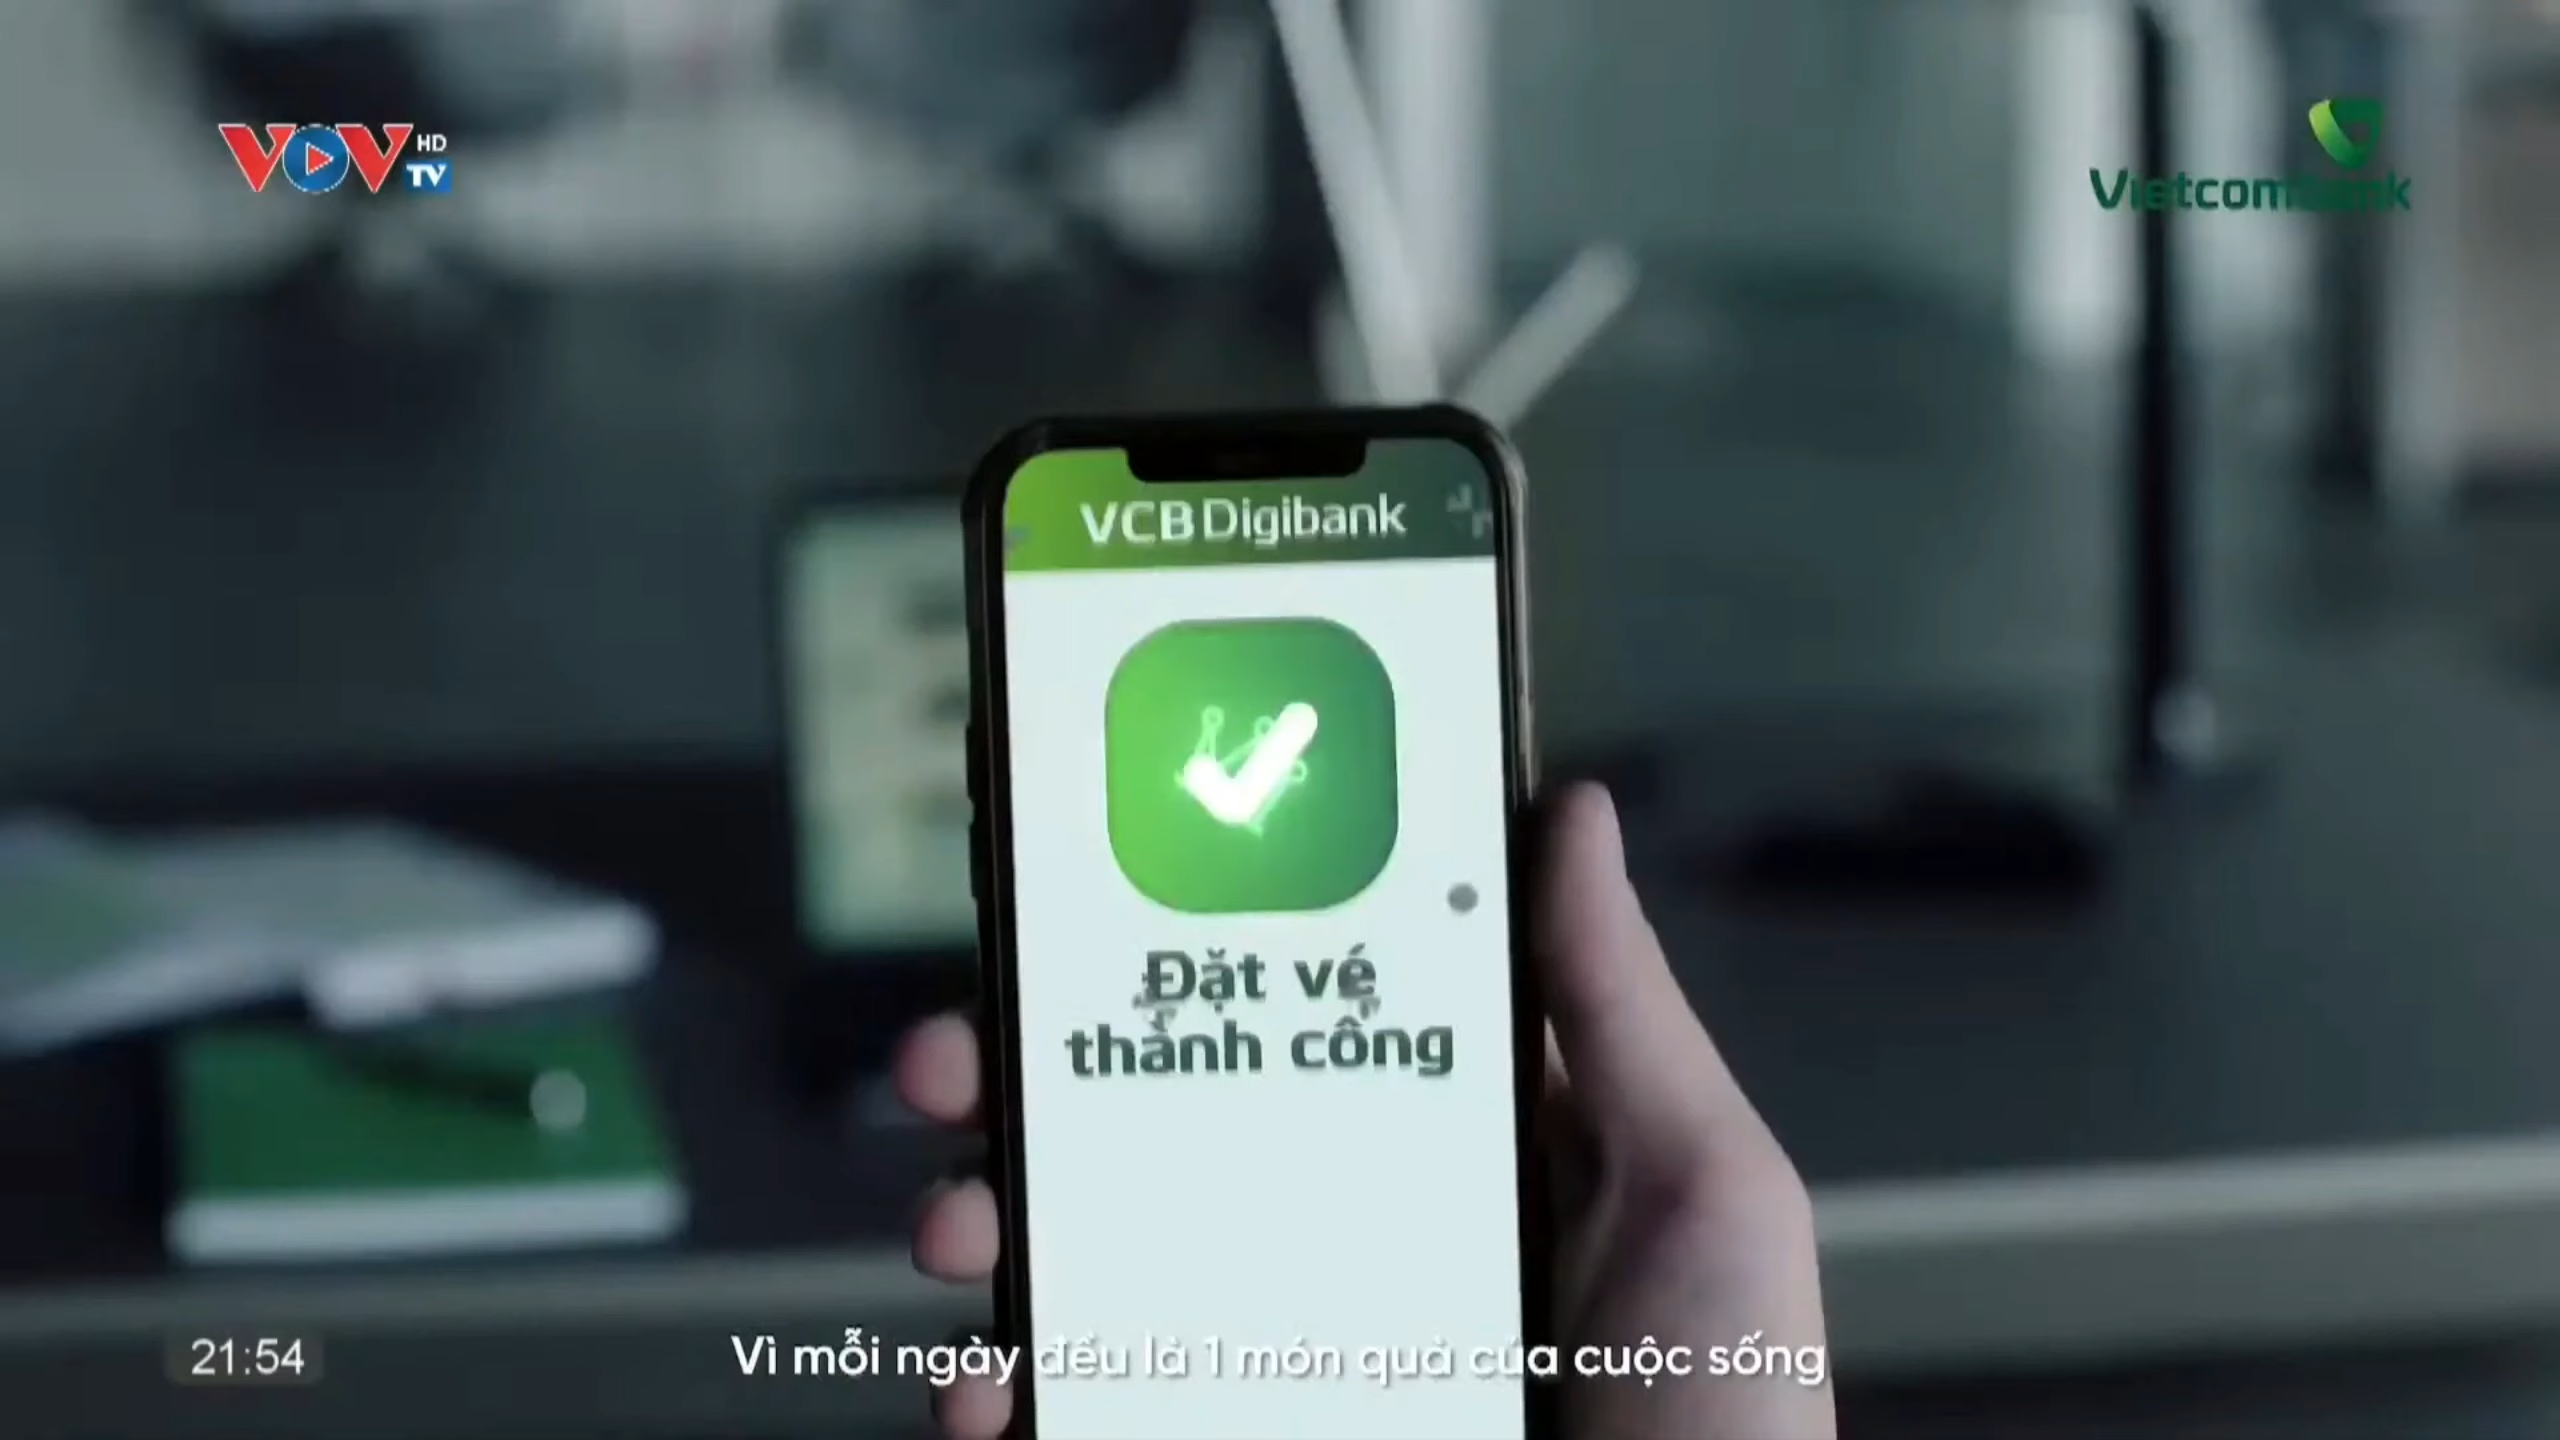 VOV HD
TV
Vietcombank
VCB Digibank
Đặt vé
thành công
21:54
Vì mỗi ngày đều là 1 món quà của cuộc sống